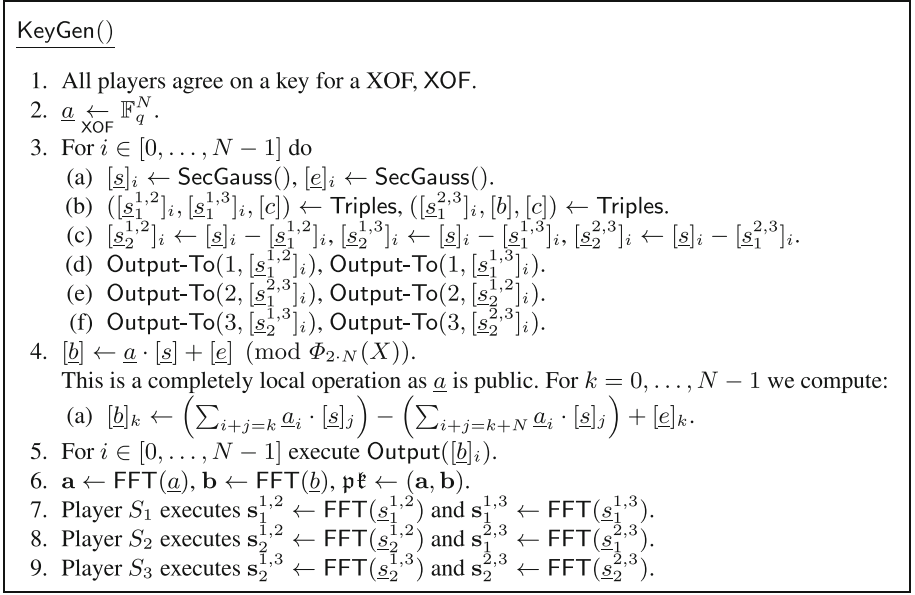 KeyGen()
1. All players agree on a key for a XOF, XOF.
2. a ←_XOF 𝔽_q^N.
3. For i ∈ [0, . . . , N − 1] do
(a) [s]_i ← SecGauss(), [e]_i ← SecGauss().
(b) ([s_1^{1,2}]_i, [s_1^{1,3}]_i, [c]) ← Triples, ([s_1^{2,3}]_i, [b], [c]) ← Triples.
(c) [s_2^{1,2}]_i ← [s]_i − [s_1^{1,2}]_i, [s_2^{1,3}]_i ← [s]_i − [s_1^{1,3}]_i, [s_2^{2,3}]_i ← [s]_i − [s_1^{2,3}]_i.
(d) Output-To(1, [s_1^{1,2}]_i), Output-To(1, [s_1^{1,3}]_i).
(e) Output-To(2, [s_1^{2,3}]_i), Output-To(2, [s_2^{1,2}]_i).
(f) Output-To(3, [s_2^{1,3}]_i), Output-To(3, [s_2^{2,3}]_i).
4. [b] ← a · [s] + [e] (mod Φ_{2·N}(X)).
This is a completely local operation as a is public. For k = 0, . . . , N − 1 we compute:
(a) [b]_k ← (∑_{i+j=k} a_i · [s]_j) − (∑_{i+j=k+N} a_i · [s]_j) + [e]_k.
5. For i ∈ [0, . . . , N − 1] execute Output([b]_i).
6. a ← FFT(a), b ← FFT(b), 𝔭𝔨 ← (a, b).
7. Player S_1 executes s_1^{1,2} ← FFT(s_1^{1,2}) and s_1^{1,3} ← FFT(s_1^{1,3}).
8. Player S_2 executes s_2^{1,2} ← FFT(s_2^{1,2}) and s_1^{2,3} ← FFT(s_1^{2,3}).
9. Player S_3 executes s_2^{1,3} ← FFT(s_2^{1,3}) and s_2^{2,3} ← FFT(s_2^{2,3}).